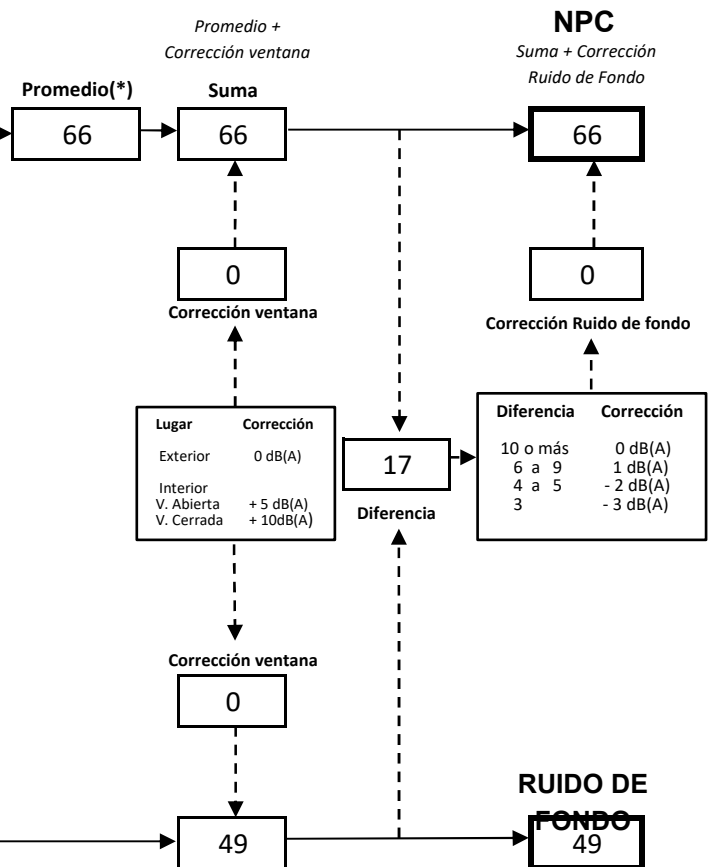 Promedio +
Corrección ventana
NPC
Suma + Corrección
Ruido de Fondo
Promedio(*)
Suma
66
66
66
0
0
Corrección ventana
Corrección Ruido de fondo
Lugar Corrección
Exterior 0 dB(A)
Interior
V. Abierta + 5 dB(A)
V. Cerrada + 10dB(A)
17
Diferencia
Diferencia Corrección
10 o más 0 dB(A)
6 a 9 1 dB(A)
4 a 5 - 2 dB(A)
3 - 3 dB(A)
Corrección ventana
0
RUIDO DE
FONDO
49
49